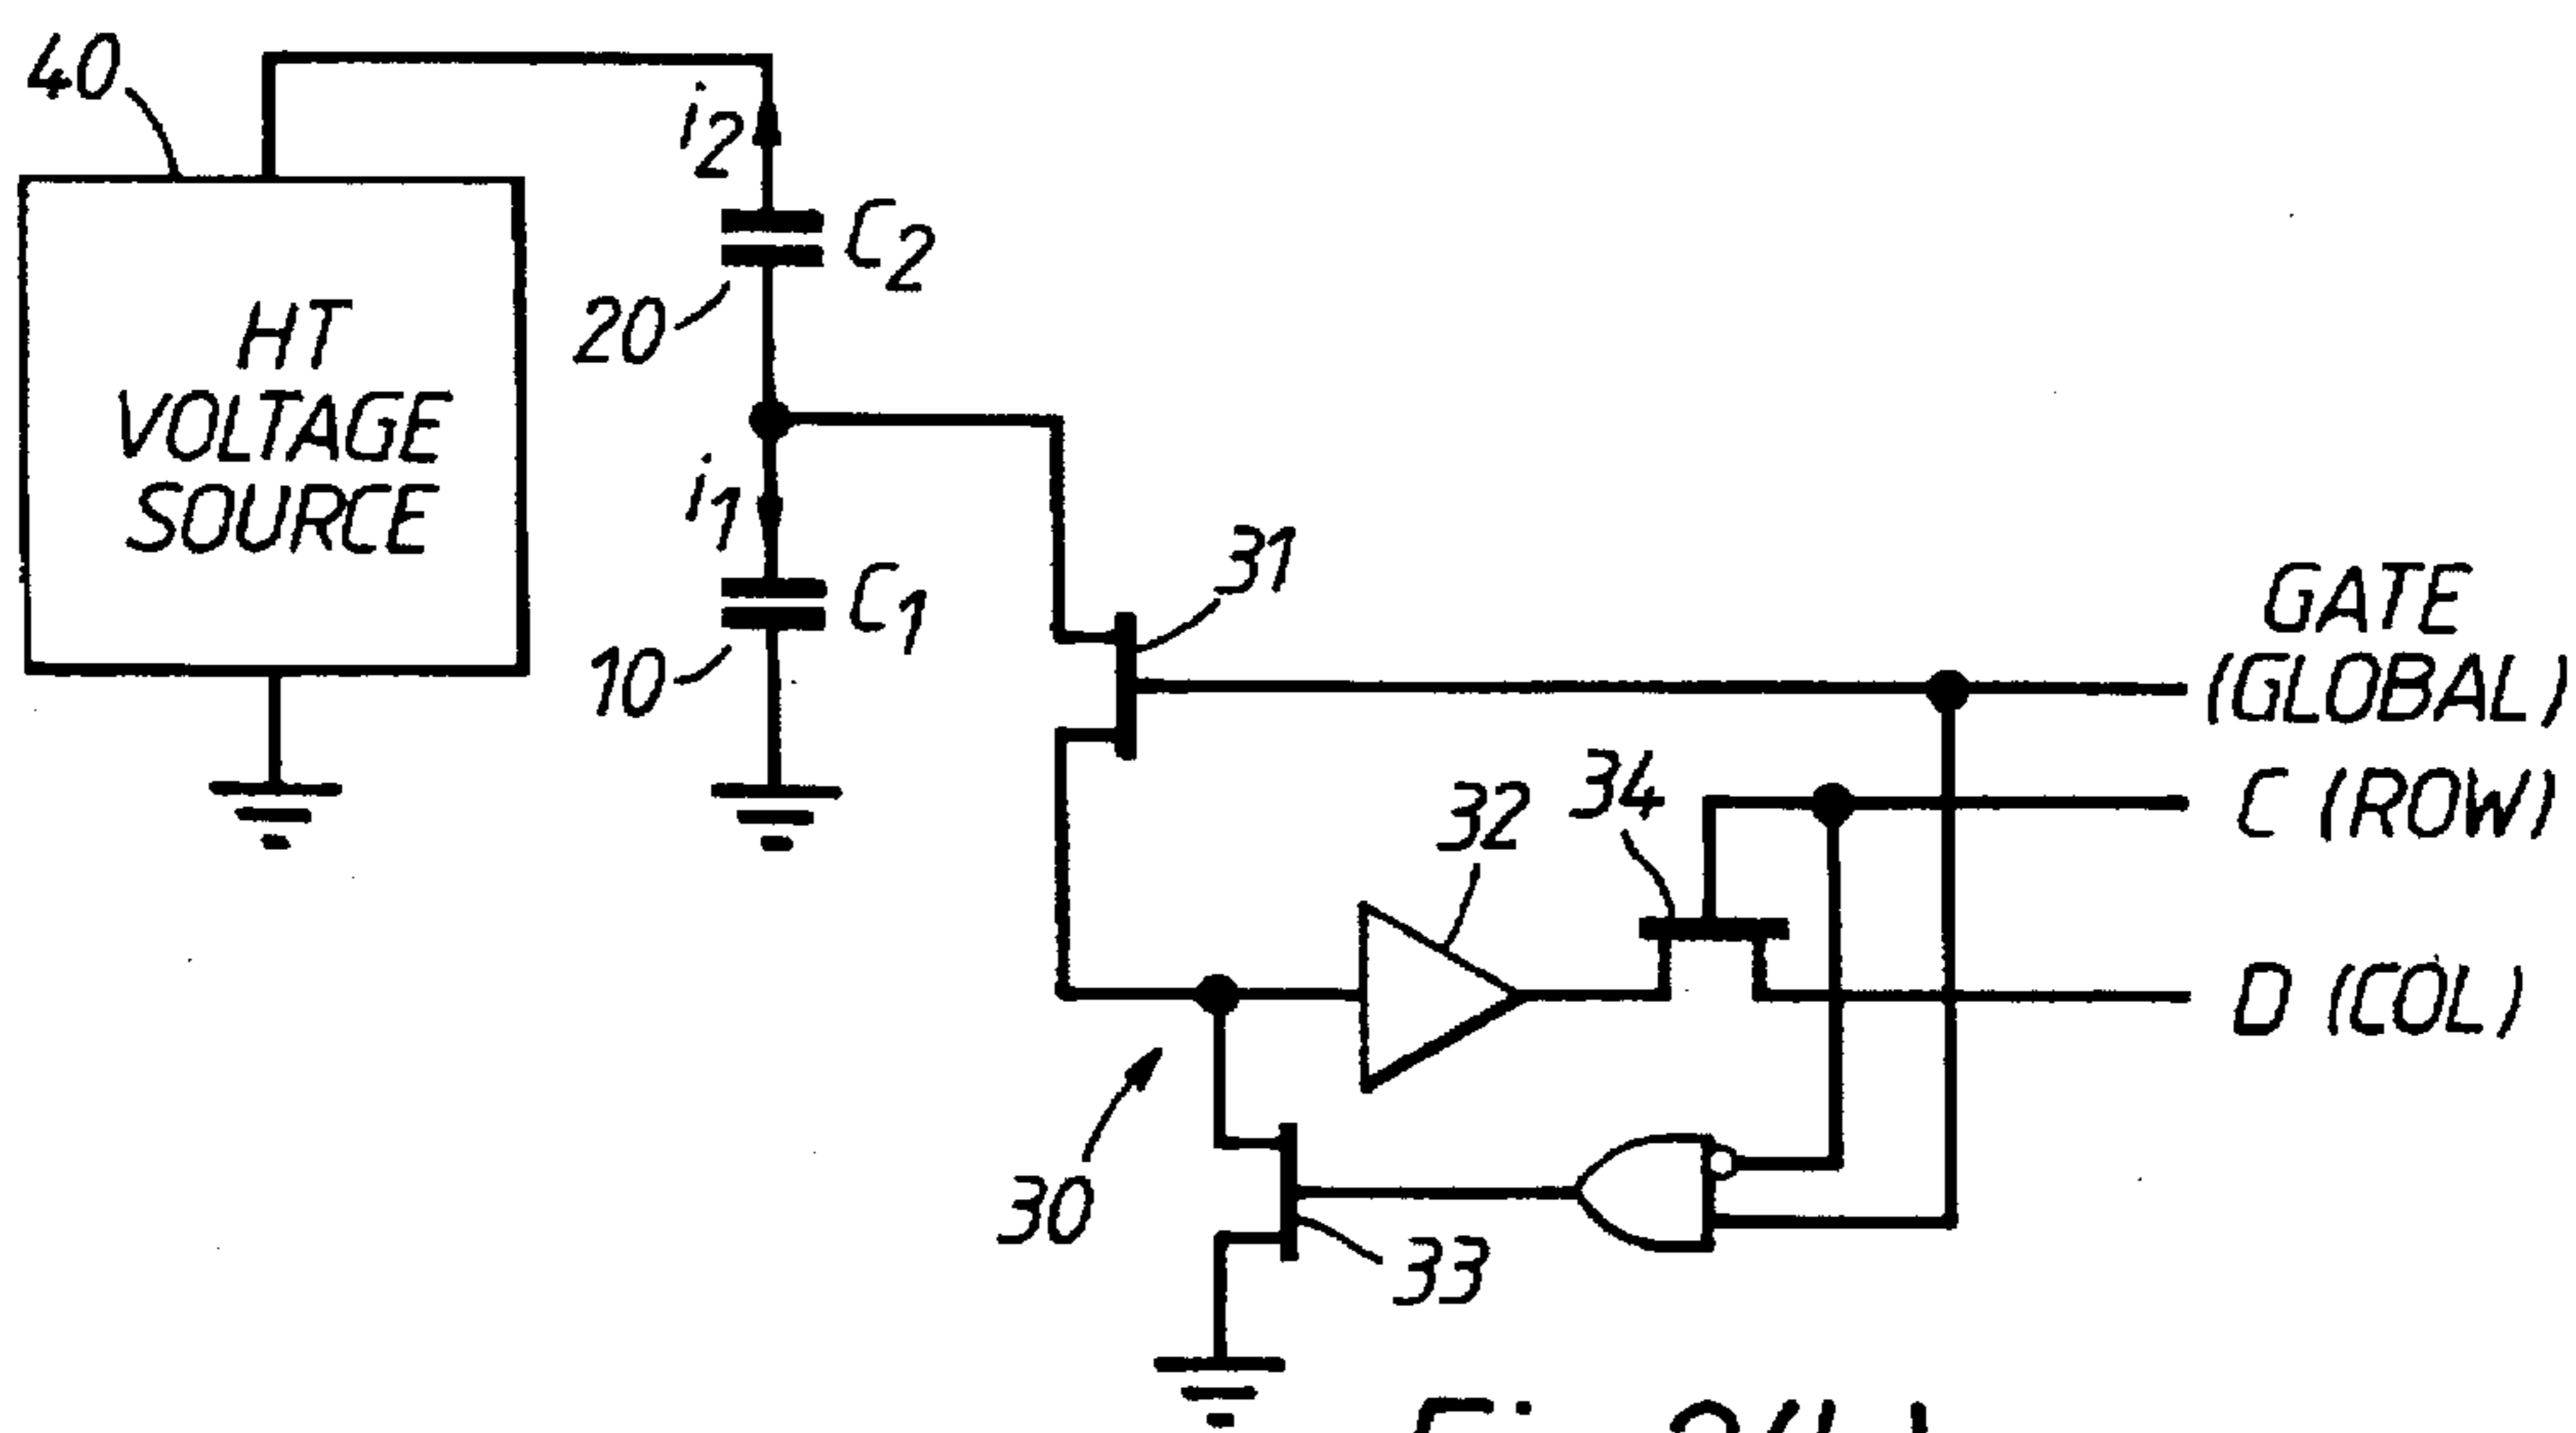 40
HT
VOLTAGE
SOURCE
i2
C2
20
i1
C1
10
31
GATE
(GLOBAL)
C (ROW)
34
32
D (COL)
30
33